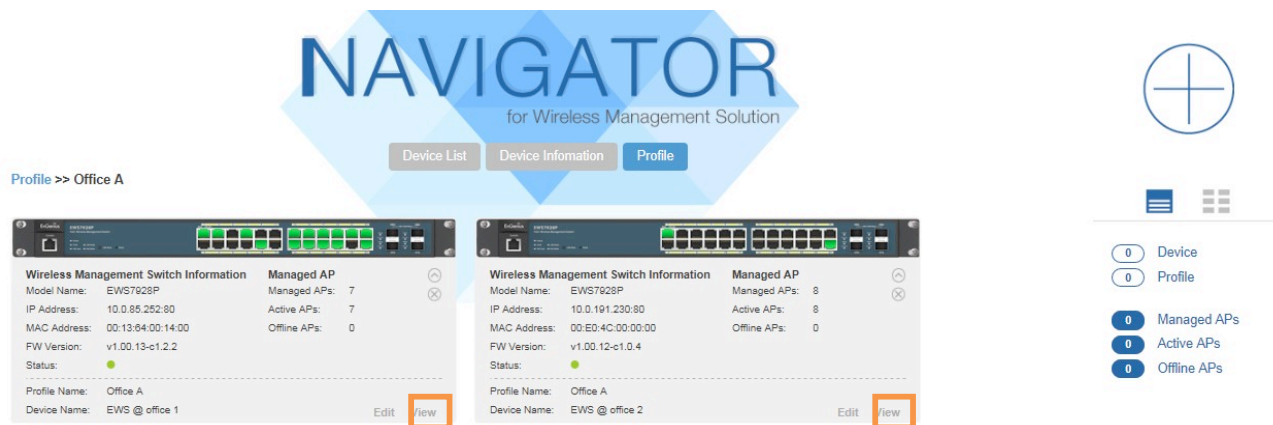 NAVIGATOR
for Wireless Management Solution
Device List Device Infomation Profile
Profile >> Office A
EnGenius EWS7928P
Wireless Management Switch Information Managed AP
Model Name: EWS7928P Managed APs: 7
IP Address: 10.0.85.252:80 Active APs: 7
MAC Address: 00:13:64:00:14:00 Offline APs: 0
FW Version: v1.00.13-c1.2.2
Status:
Profile Name: Office A
Device Name: EWS @ office 1 Edit View
EnGenius EWS7928P
Wireless Management Switch Information Managed AP
Model Name: EWS7928P Managed APs: 8
IP Address: 10.0.191.230:80 Active APs: 8
MAC Address: 00:E0:4C:00:00:00 Offline APs: 0
FW Version: v1.00.12-c1.0.4
Status:
Profile Name: Office A
Device Name: EWS @ office 2 Edit View
0 Device
0 Profile
0 Managed APs
0 Active APs
0 Offline APs